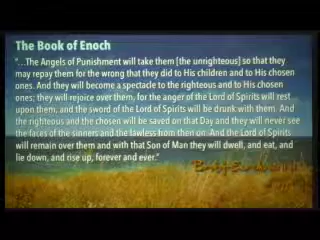 The Book of Enoch
"...The Angels of Punishment will take them [the unrighteous] so that they
may repay them for the wrong that they did to His children and to His chosen
ones. And they will become a spectacle to the righteous and to His chosen
ones; they will rejoice over them, for the anger of the Lord of Spirits will rest
upon them, and the sword of the Lord of Spirits will be drunk with them. And
the righteous and the chosen will be saved on that Day and they will never see
the faces of the sinners and the lawless from then on. And the Lord of Spirits
will remain over them and with that Son of Man they will dwell, and eat, and
lie down, and rise up, forever and ever."